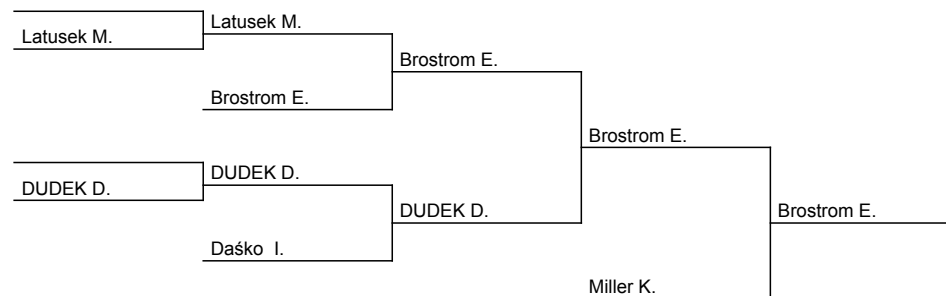 Latusek M.
Latusek M.
Brostrom E.
Brostrom E.
Brostrom E.
DUDEK D.
DUDEK D.
DUDEK D.
Brostrom E.
Daśko  I.
Miller K.